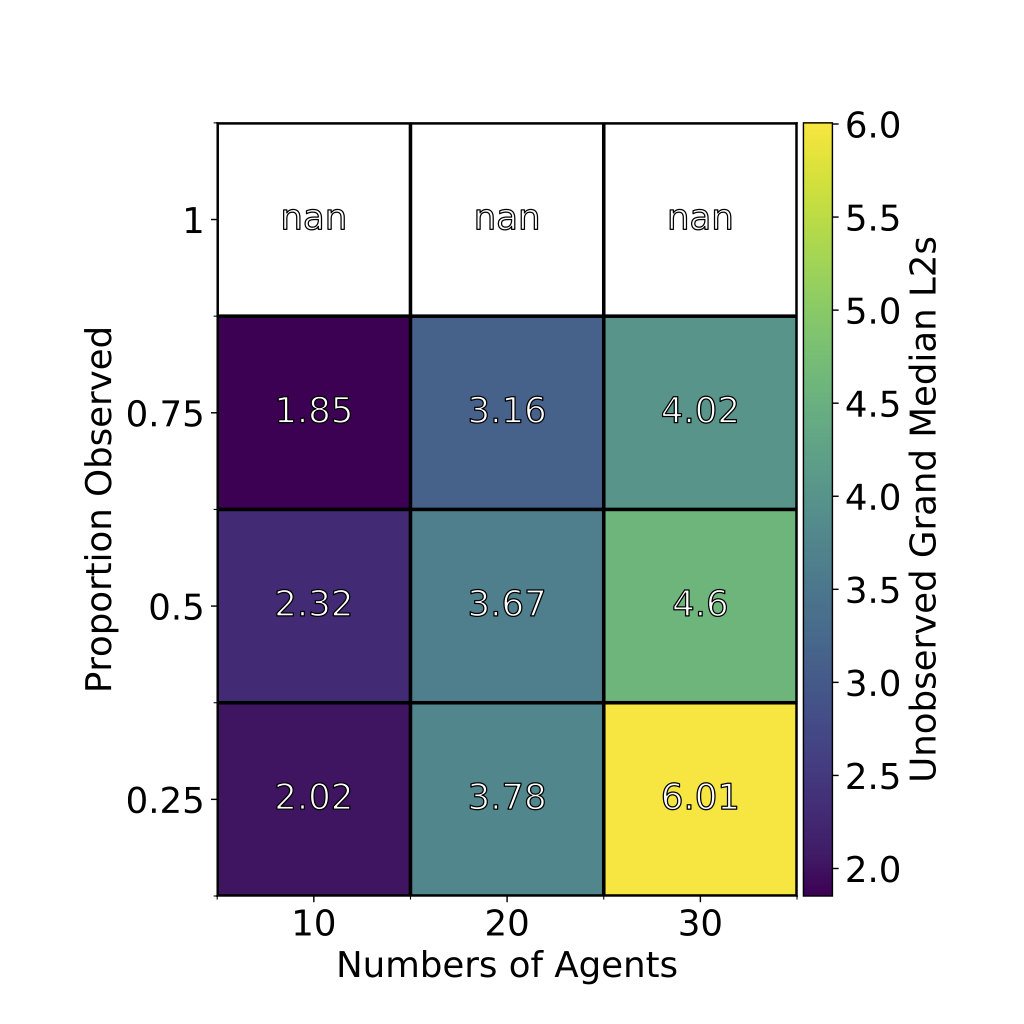 6.0
1 nan nan nan
5.5
5.0
0.75 1.85 3.16 4.02
4.5
4.0
0.5 2.32 3.67 4.6
3.5
3.0
0.25 2.02 3.78 6.01
2.5
2.0
10 20 30
Numbers of Agents
Proportion Observed
Unobserved Grand Median L2s